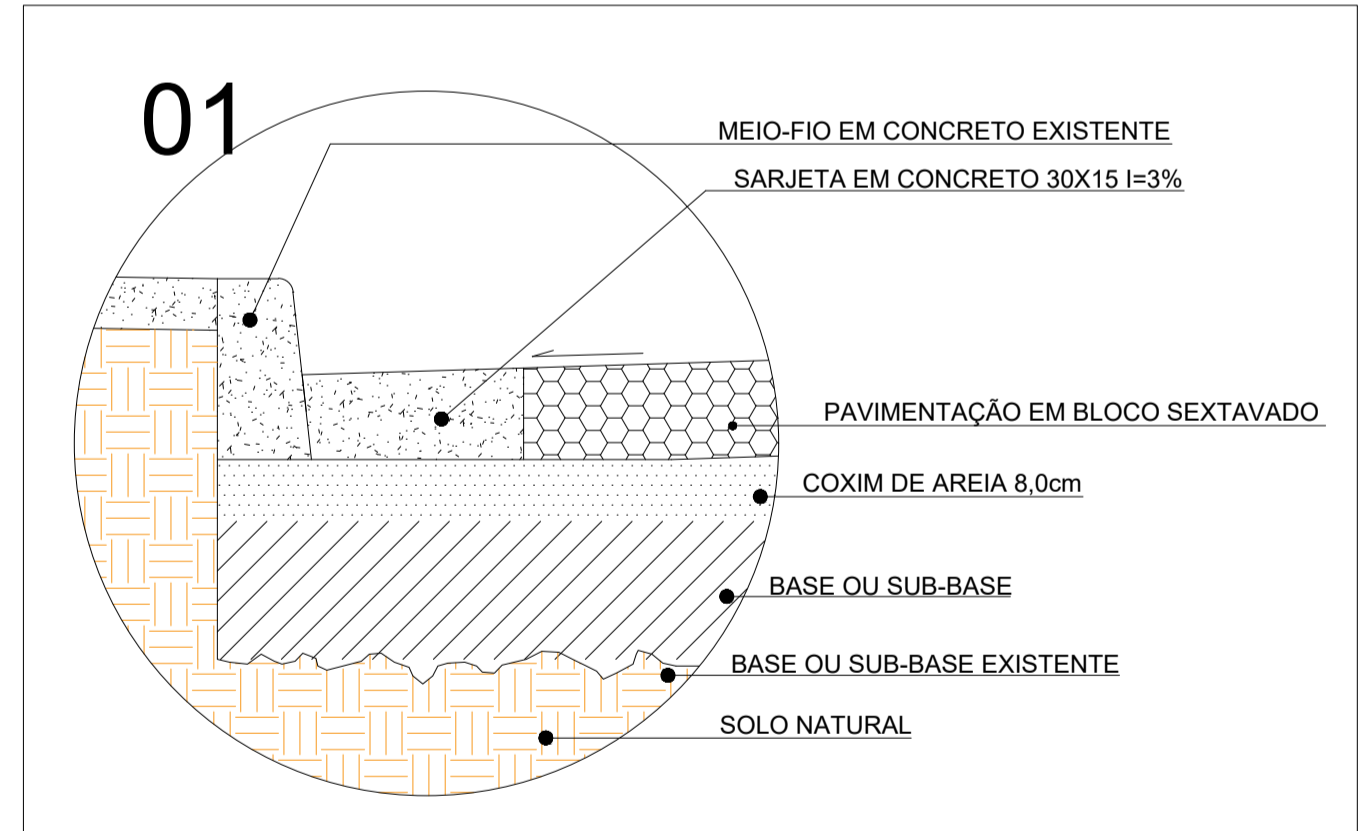 01
MEIO-FIO EM CONCRETO EXISTENTE
SARJETA EM CONCRETO 30X15 I=3%
PAVIMENTAÇÃO EM BLOCO SEXTAVADO
COXIM DE AREIA 8,0cm
BASE OU SUB-BASE
BASE OU SUB-BASE EXISTENTE
SOLO NATURAL